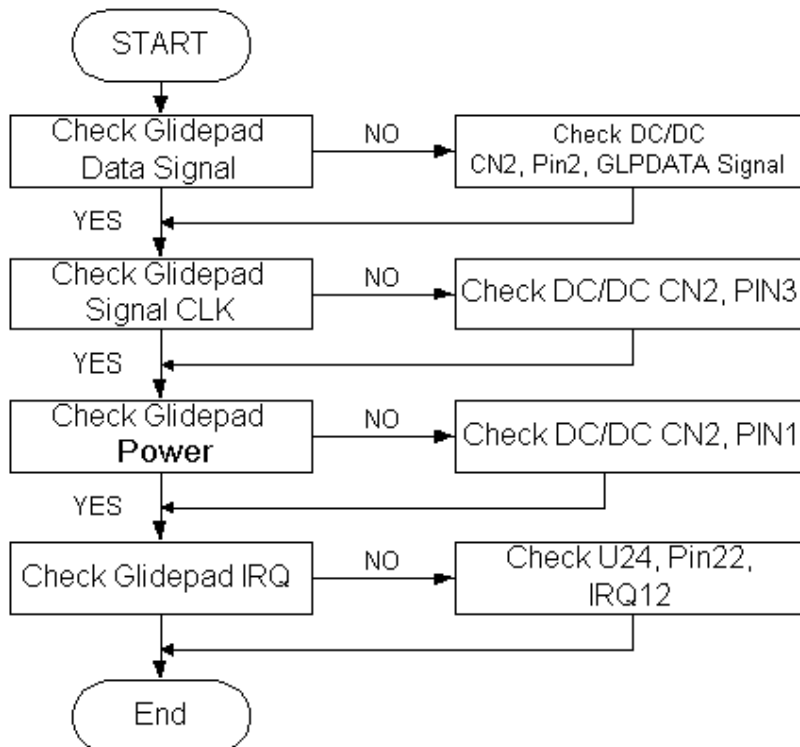 START
Check Glidepad
Data Signal
NO
Check DC/DC
CN2, Pin2, GLPDATA Signal
YES
Check Glidepad
Signal CLK
NO
Check DC/DC CN2, PIN3
YES
Check Glidepad
Power
NO
Check DC/DC CN2, PIN1
YES
Check Glidepad IRQ
NO
Check U24, Pin22,
IRQ12
End